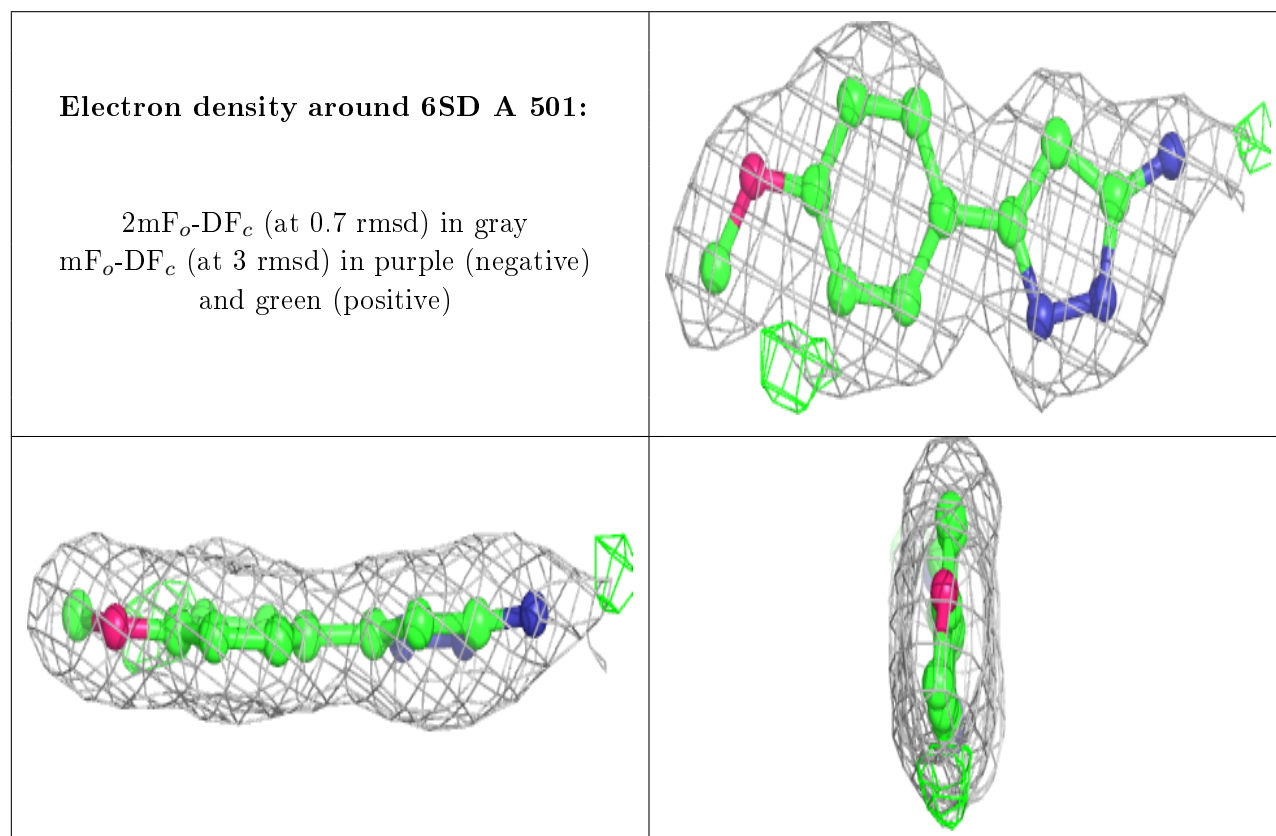 Electron density around 6SD A 501:
2mFo-DFc (at 0.7 rmsd) in gray
mFo-DFc (at 3 rmsd) in purple (negative)
and green (positive)